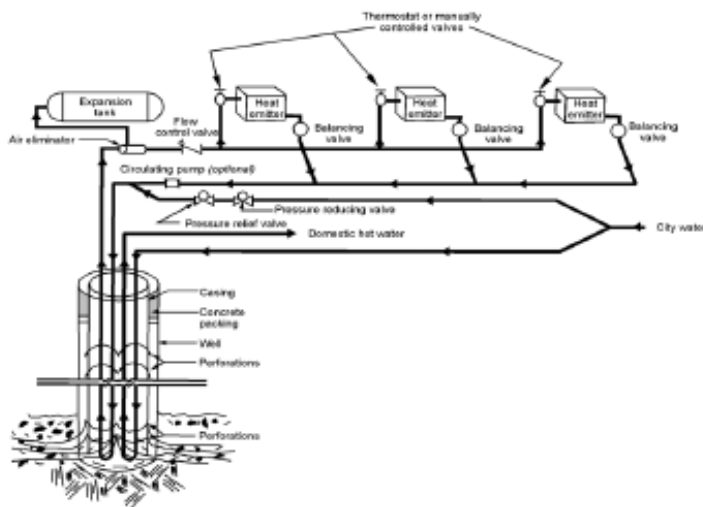 Thermostat or manually
controlled valves
Expansion
tank
Flow
control valve
Heat
emitter
Heat
emitter
Heat
emitter
Air eliminator
Balancing
valve
Balancing
valve
Balancing
valve
Circulating pump (optional)
Pressure reducing valve
Pressure relief valve
Domestic hot water
City water
Casing
Concrete
packing
Well
Perforations
Perforations